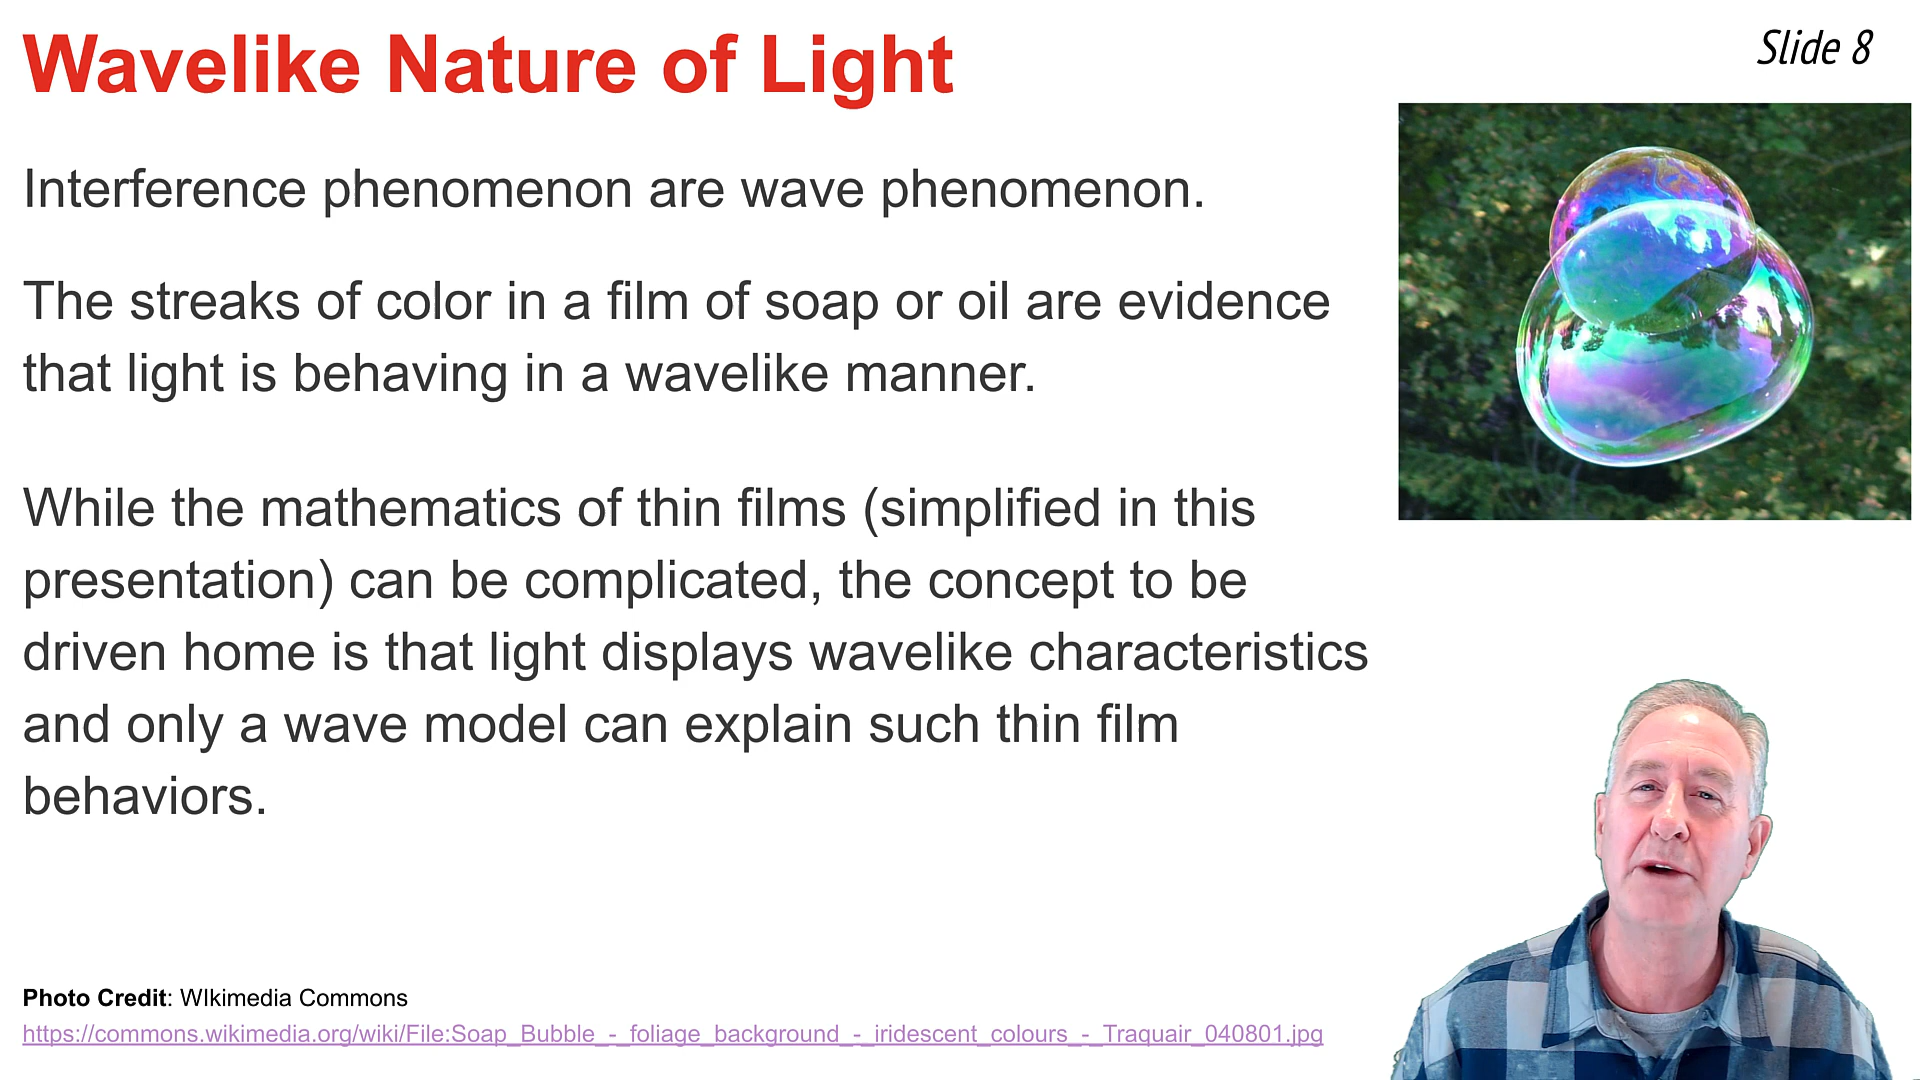 Wavelike Nature of Light
Slide 8
Interference phenomenon are wave phenomenon.
The streaks of color in a film of soap or oil are evidence
that light is behaving in a wavelike manner.
While the mathematics of thin films (simplified in this
presentation) can be complicated, the concept to be
driven home is that light displays wavelike characteristics
and only a wave model can explain such thin film
behaviors.
Photo Credit: WIkimedia Commons
https://commons.wikimedia.org/wiki/File:Soap_Bubble_-_foliage_background_-_iridescent_colours_-_Traquair_040801.jpg